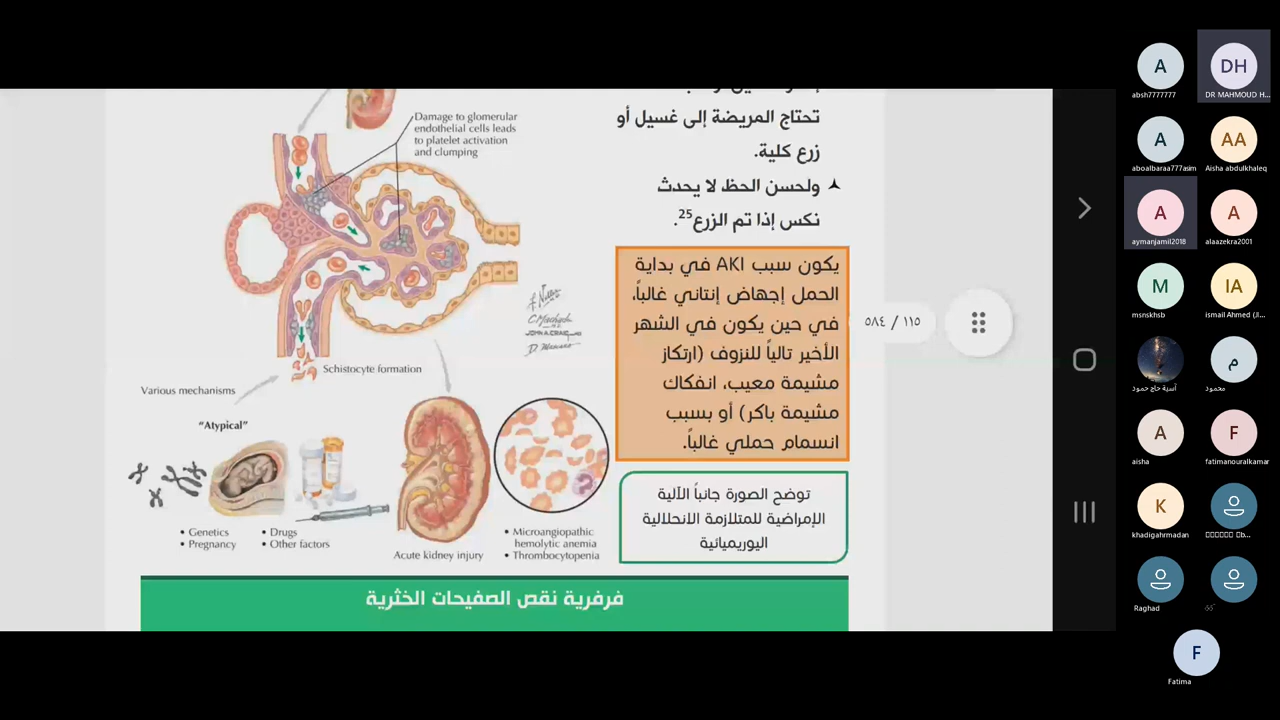 Damage to glomerular
endothelial cells leads
to platelet activation
and clumping
تحتاج المريضة إلى غسيل أو
زرع كلية.
ولحسن الحظ لا يحدث
نكس إذا تم الزرع25.
يكون سبب AKI في بداية
الحمل إجهاض إنتاني غالباً،
في حين يكون في الشهر
الأخير تالياً للنزوف (ارتكاز
مشيمة معيب، انفكاك
مشيمة باكر) أو بسبب
انسمام حملي غالباً.
توضح الصورة جانباً الآلية
الإمراضية للمتلازمة الانحلالية
اليوريميائية
Schistocyte formation
Various mechanisms
"Atypical"
• Genetics
• Pregnancy
• Drugs
• Other factors
Acute kidney injury
• Microangiopathic
hemolytic anemia
• Thrombocytopenia
فرفرية نقص الصفيحات الخثرية
١١٥ / ٥٨٤
A
absh7777777
DH
DR MAHMOUD H...
A
aboalbaraa777asim
AA
Aisha abdulkhaleq
A
aymanjamil2018
A
alaazekra2001
M
msnskhsb
IA
ismail Ahmed (JI...
آسية حاج حمود
م
محمود
A
aisha
F
fatimanouralkamar
K
khadigahrmadan
Raghad
F
Fatima